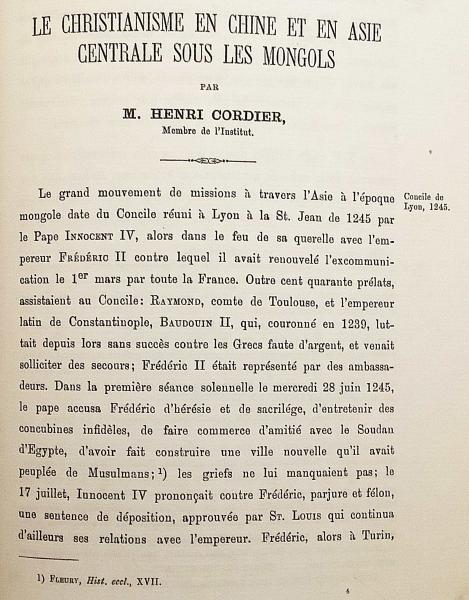 LE CHRISTIANISME EN CHINE ET EN ASIE
CENTRALE SOUS LES MONGOLS
PAR
M. HENRI CORDIER,
Membre de l'Institut.
Le grand mouvement de missions à travers l'Asie à l'époque
Concile de
Lyon, 1245.
mongole date du Concile réuni à Lyon à la St. Jean de 1245 par
le Pape INNOCENT IV, alors dans le feu de sa querelle avec l'em-
pereur FRÉDÉRIC II contre lequel il avait renouvelé l'excommuni-
cation le 1er mars par toute la France. Outre cent quarante prélats,
assistaient au Concile: RAYMOND, comte de Toulouse, et l'empereur
latin de Constantinople, BAUDOUIN II, qui, couronné en 1239, lut-
tait depuis lors sans succès contre les Grecs faute d'argent, et venait
solliciter des secours; Frédéric II était représenté par des ambassa-
deurs. Dans la première séance solennelle le mercredi 28 juin 1245,
le pape accusa Frédéric d'hérésie et de sacrilége, d'entretenir des
concubines infidèles, de faire commerce d'amitié avec le Soudan
d'Egypte, d'avoir fait construire une ville nouvelle qu'il avait
peuplée de Musulmans; 1) les griefs ne lui manquaient pas; le
17 juillet, Innocent IV prononçait contre Frédéric, parjure et félon,
une sentence de déposition, approuvée par ST. LOUIS qui continua
d'ailleurs ses relations avec l'empereur. Frédéric, alors à Turin,
1) FLEURY, Hist. eccl., XVII.
4